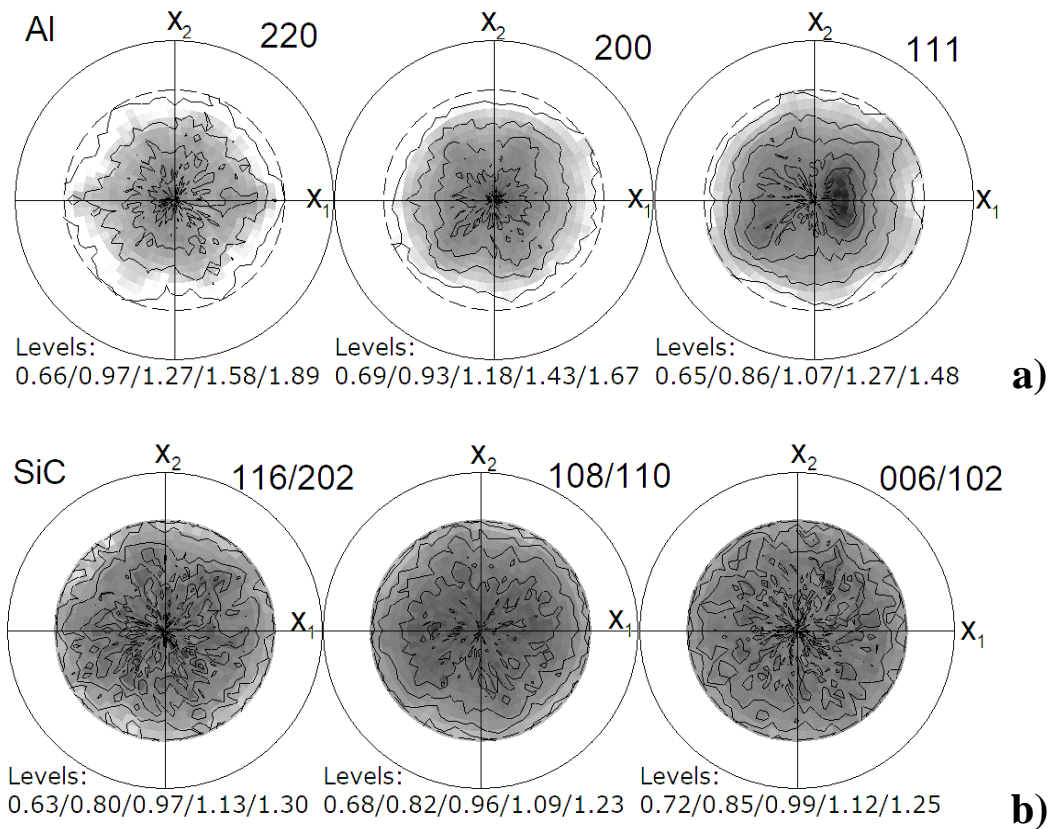 Al
X2
220
X2
200
X2
111
X1
X1
X1
Levels:
0.66/0.97/1.27/1.58/1.89
Levels:
0.69/0.93/1.18/1.43/1.67
Levels:
0.65/0.86/1.07/1.27/1.48
a)
SiC
X2
116/202
X2
108/110
X2
006/102
X1
X1
X1
Levels:
0.63/0.80/0.97/1.13/1.30
Levels:
0.68/0.82/0.96/1.09/1.23
Levels:
0.72/0.85/0.99/1.12/1.25
b)